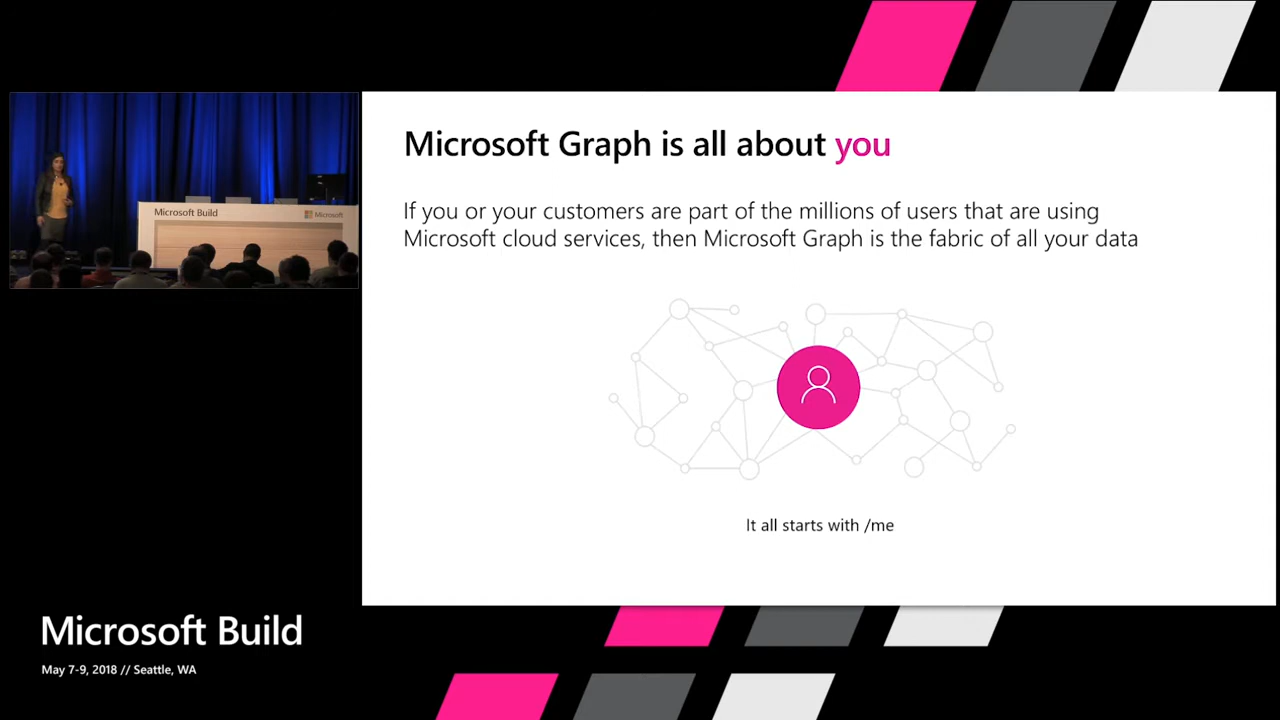 Microsoft Graph is all about you
If you or your customers are part of the millions of users that are using
Microsoft cloud services, then Microsoft Graph is the fabric of all your data
It all starts with /me
Microsoft Build
Microsoft
Microsoft Build
May 7-9, 2018 // Seattle, WA